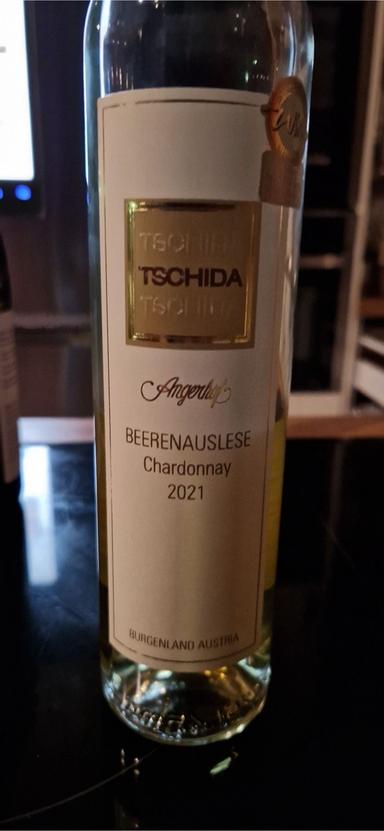 TSCHIDA
TSCHIDA
TSCHIDA
Angerhof
BEERENAUSLESE
Chardonnay
2021
BURGENLAND AUSTRIA